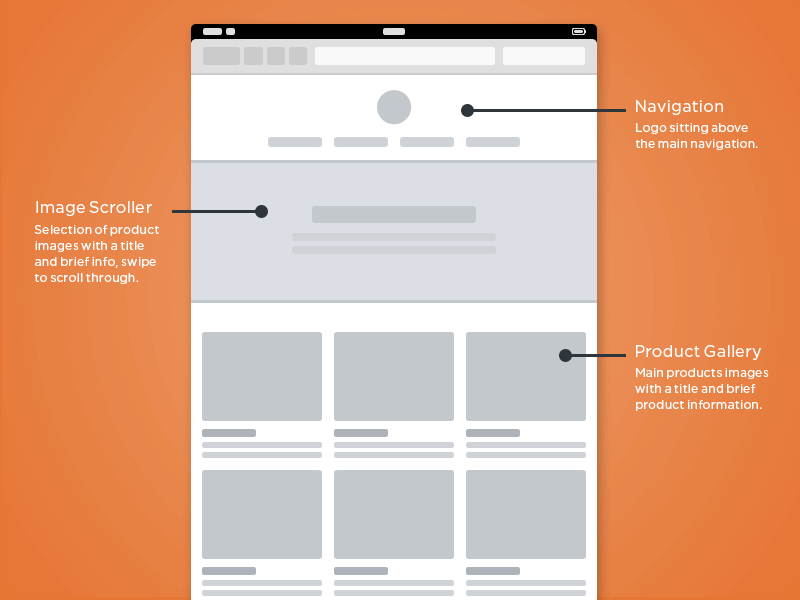 Navigation
Logo sitting above
the main navigation.
Image Scroller
Selection of product
images with a title
and brief info, swipe
to scroll through.
Product Gallery
Main products images
with a title and brief
product information.